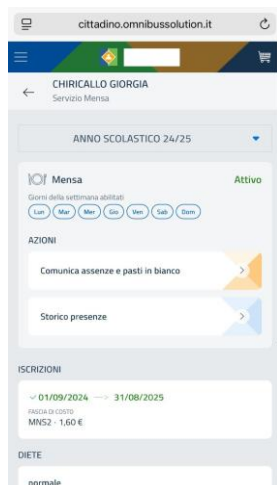 cittadino.omnibussolution.it
CHIRICALLO GIORGIA
Servizio Mensa
ANNO SCOLASTICO 24/25
Mensa
Attivo
Giorni della settimana abilitati
Lun Mar Mer Gio Ven Sab Dom
AZIONI
Comunica assenze e pasti in bianco
Storico presenze
ISCRIZIONI
01/09/2024 ---> 31/08/2025
FASCIA DI COSTO
MNS2 - 1,60 €
DIETE
normale